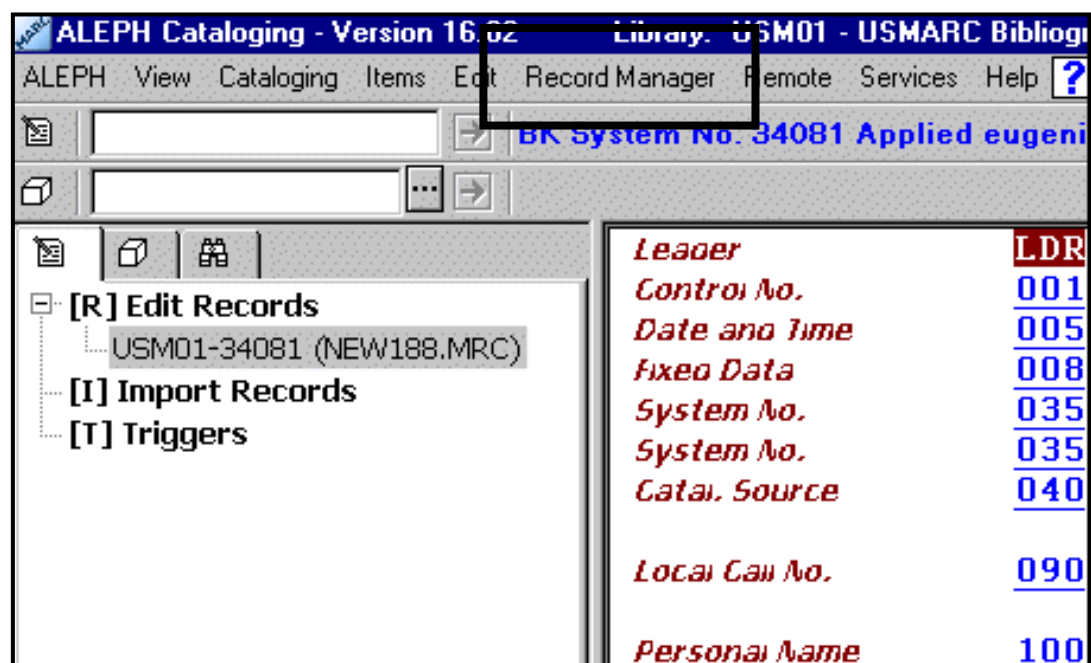 MARC ALEPH Cataloging - Version 16.02 Library: USM01 - USMARC Bibliogr
ALEPH View Cataloging Items Edit Record Manager Remote Services Help ?
BK System No. 34081 Applied eugeni
...
[R] Edit Records
USM01-34081 (NEW188.MRC)
[I] Import Records
[T] Triggers
Leader LDR
Control No. 001
Date and Time 005
Fixed Data 008
System No. 035
System No. 035
Catal. Source 040
Local Call No. 090
Personal Name 100